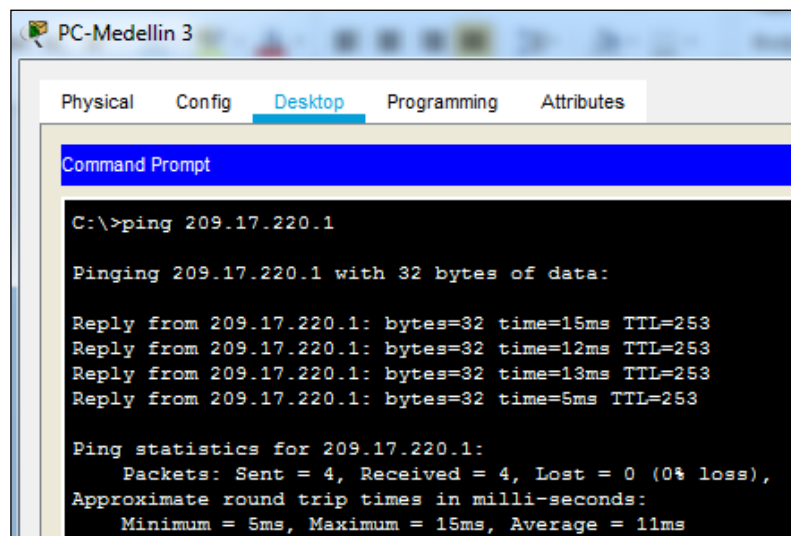 PC-Medellin 3
Physical Config Desktop Programming Attributes
Command Prompt
C:\>ping 209.17.220.1
Pinging 209.17.220.1 with 32 bytes of data:
Reply from 209.17.220.1: bytes=32 time=15ms TTL=253
Reply from 209.17.220.1: bytes=32 time=12ms TTL=253
Reply from 209.17.220.1: bytes=32 time=13ms TTL=253
Reply from 209.17.220.1: bytes=32 time=5ms TTL=253
Ping statistics for 209.17.220.1:
Packets: Sent = 4, Received = 4, Lost = 0 (0% loss),
Approximate round trip times in milli-seconds:
Minimum = 5ms, Maximum = 15ms, Average = 11ms